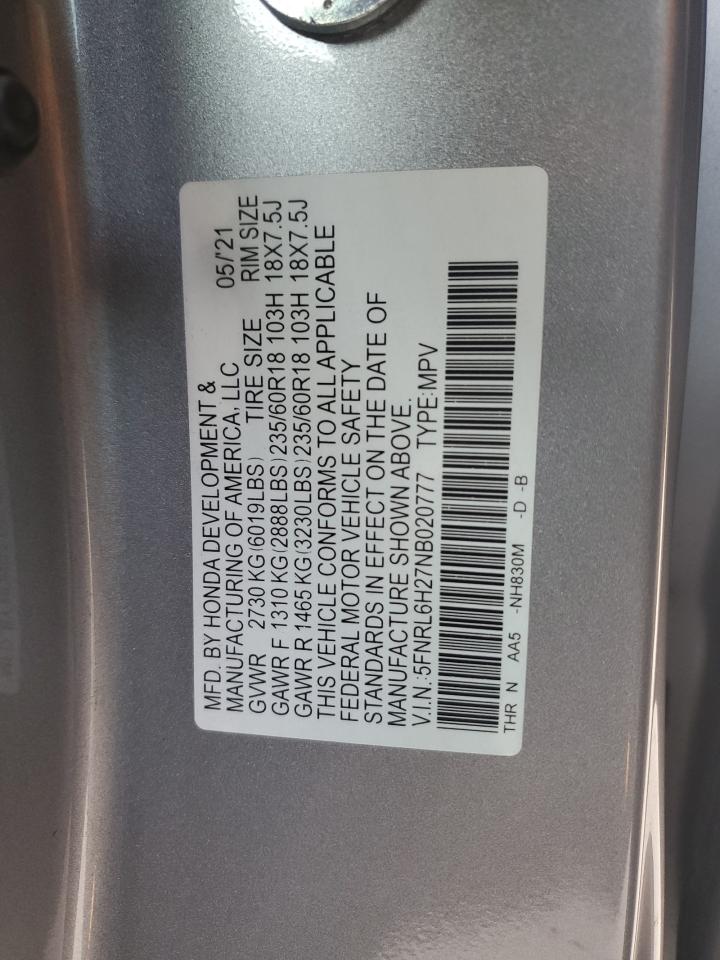 MFD. BY HONDA DEVELOPMENT &
MANUFACTURING OF AMERICA, LLC 05/'21
GVWR 2730 KG(6019LBS) TIRE SIZE RIM SIZE
GAWR F 1310 KG(2888LBS)235/60R18 103H 18X7.5J
GAWR R 1465 KG(3230LBS)235/60R18 103H 18X7.5J
THIS VEHICLE CONFORMS TO ALL APPLICABLE
FEDERAL MOTOR VEHICLE SAFETY
STANDARDS IN EFFECT ON THE DATE OF
MANUFACTURE SHOWN ABOVE.
V.I.N.:5FNRL6H27NB020777 TYPE:MPV
THR N AA5 -NH830M -D -B